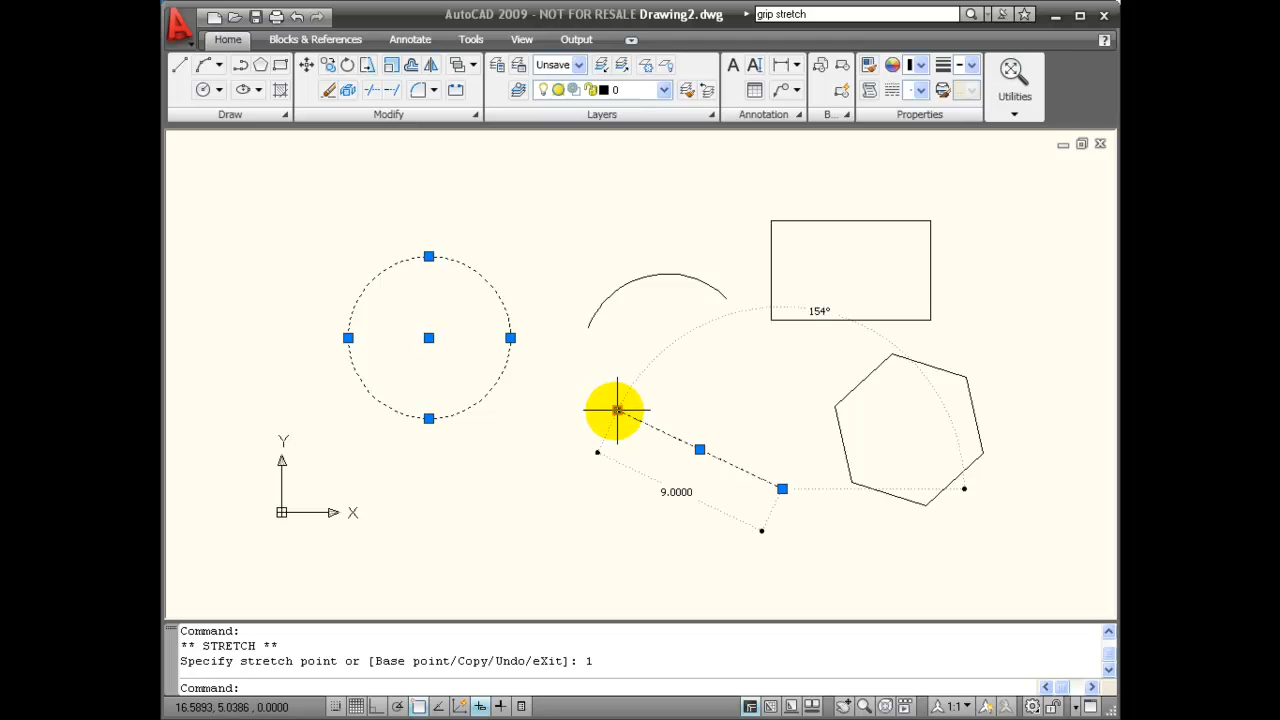 AutoCAD 2009 - NOT FOR RESALE Drawing2.dwg
grip stretch
Home Blocks & References Annotate Tools View Output
Unsave
0
Utilities
Draw Modify Layers Annotation B... Properties
154°
9.0000
Y
X
Command:
** STRETCH **
Specify stretch point or [Base point/Copy/Undo/eXit]: 1
Command:
16.5893, 5.0386 , 0.0000
1:1